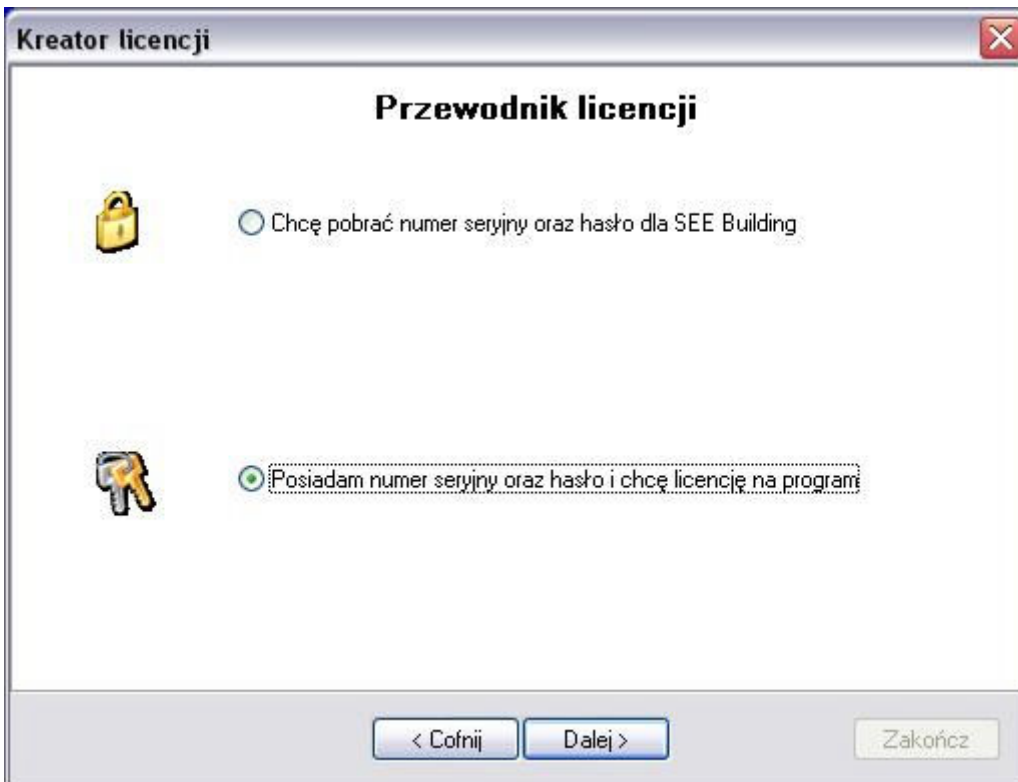 Kreator licencji
Przewodnik licencji
Chcę pobrać numer seryjny oraz hasło dla SEE Building
Posiadam numer seryjny oraz hasło i chcę licencję na program
< Cofnij
Dalej >
Zakończ